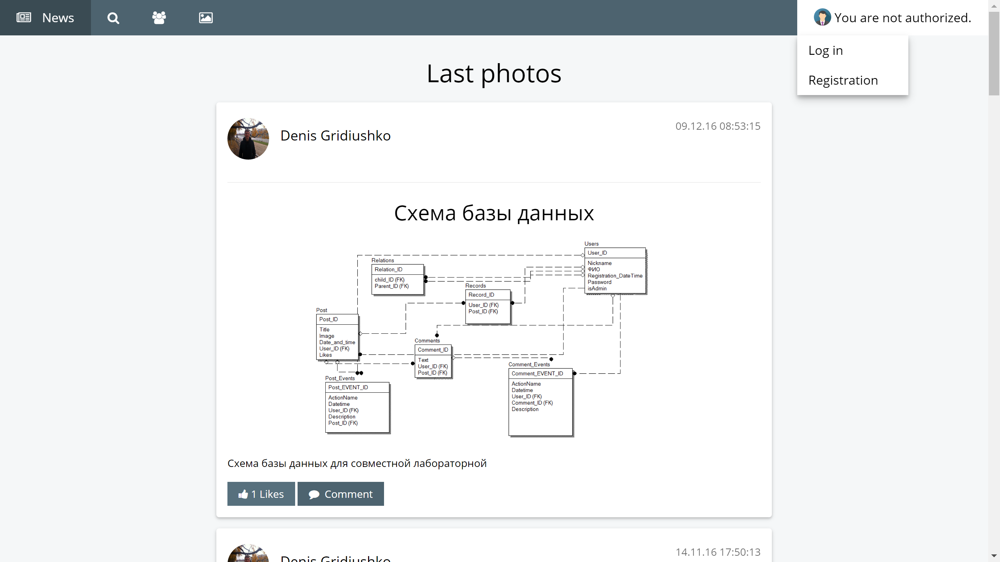 News
You are not authorized.
Log in
Registration
Last photos
Denis Gridiushko
09.12.16 08:53:15
Схема базы данных
Users
User_ID
Nickname
ФИО
Registration_DateTime
Password
isAdmin
Relations
Relation_ID
child_ID (FK)
Parent_ID (FK)
Records
Record_ID
User_ID (FK)
Post_ID (FK)
Post
Post_ID
Title
Image
Date_and_time
User_ID (FK)
Likes
Comments
Comment_ID
Text
User_ID (FK)
Post_ID (FK)
Comment_Events
Comment_EVENT_ID
ActionName
Datetime
User_ID (FK)
Comment_ID (FK)
Description
Post_Events
Post_EVENT_ID
ActionName
Datetime
User_ID (FK)
Description
Post_ID (FK)
Схема базы данных для совместной лабораторной
1 Likes
Comment
Denis Gridiushko
14.11.16 17:50:13